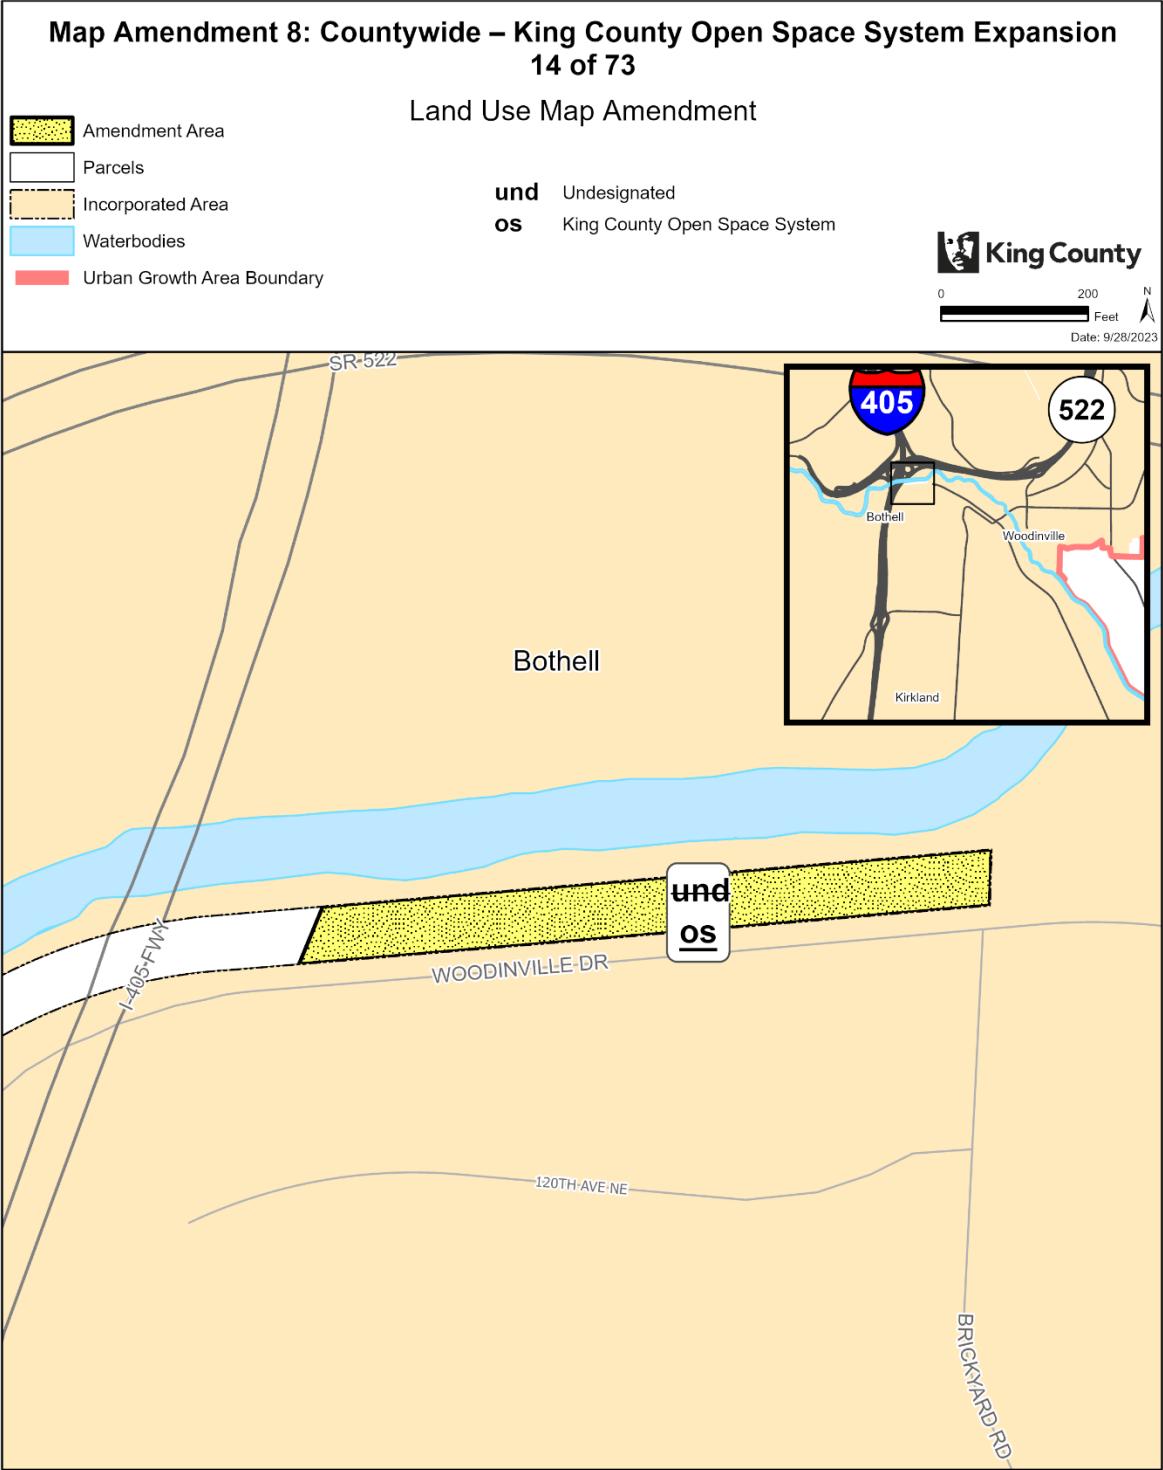 Map Amendment 8: Countywide – King County Open Space System Expansion
14 of 73
Land Use Map Amendment
Amendment Area
Parcels
Incorporated Area
Waterbodies
Urban Growth Area Boundary
und Undesignated
os King County Open Space System
King County
0 200
Feet
N
Date: 9/28/2023
SR 522
405
522
Bothell
Woodinville
Kirkland
Bothell
und
os
I-405 FWY
WOODINVILLE DR
120TH AVE NE
BRICKYARD RD